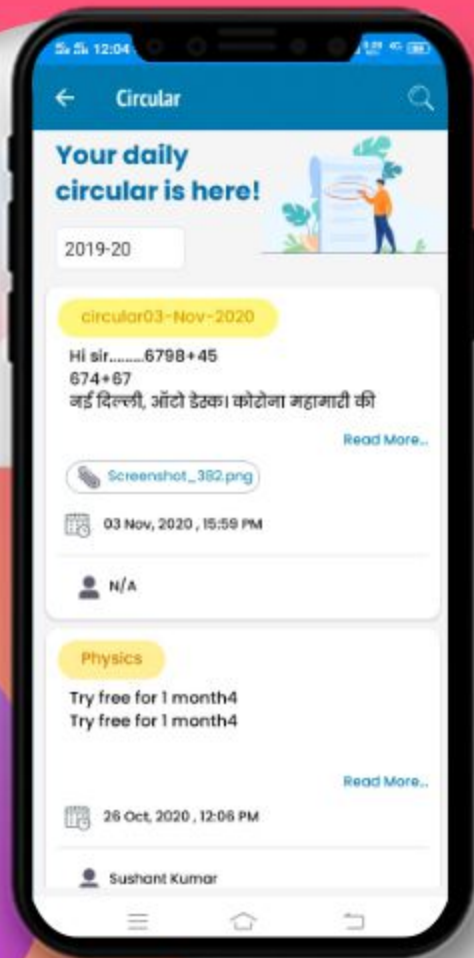 12:04
Circular
Your daily
circular is here!
2019-20
circular03-Nov-2020
Hi sir.........6798+45
674+67
नई दिल्ली, ऑटो डेस्क। कोरोना महामारी की
Read More..
Screenshot_382.png
03 Nov, 2020 , 15:59 PM
N/A
Physics
Try free for 1 month4
Try free for 1 month4
Read More..
26 Oct, 2020 , 12:06 PM
Sushant Kumar